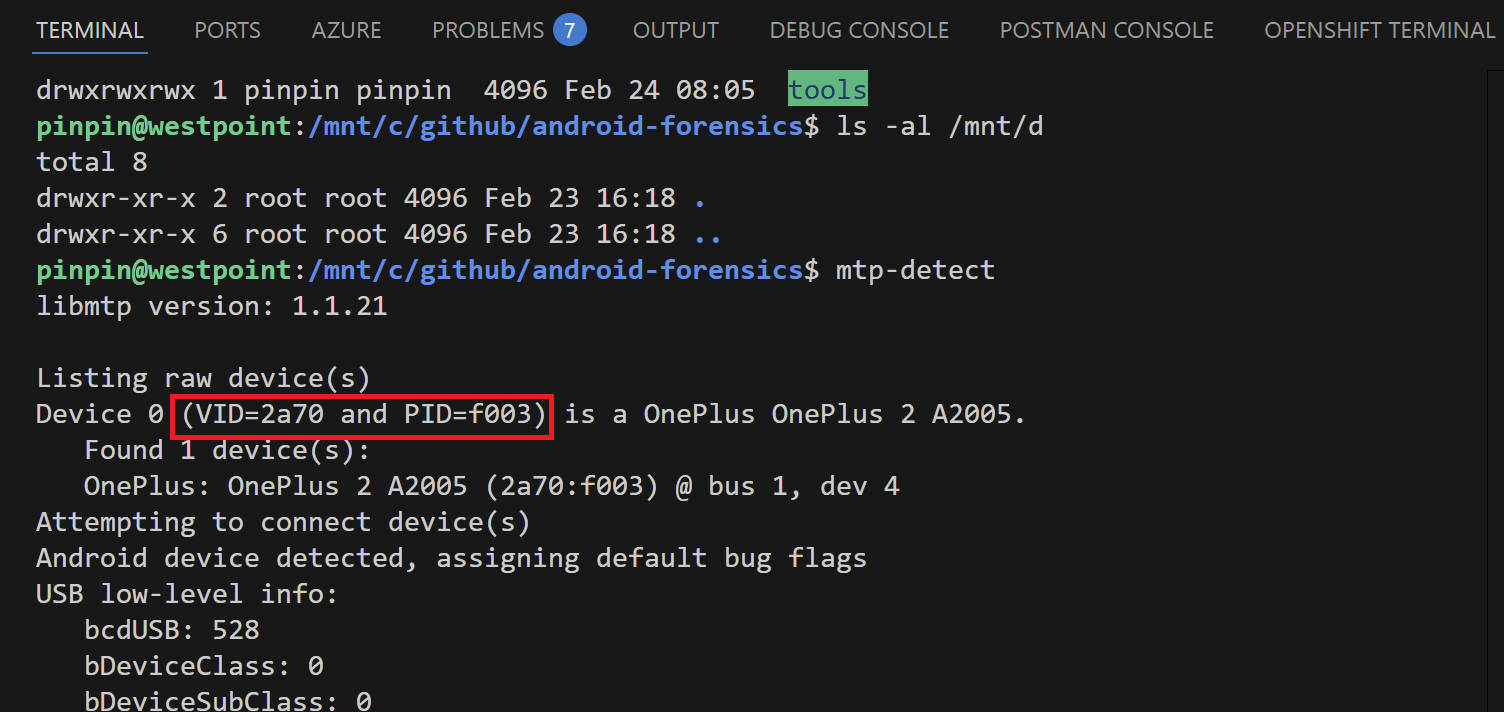 TERMINAL PORTS AZURE PROBLEMS 7 OUTPUT DEBUG CONSOLE POSTMAN CONSOLE OPENSHIFT TERMINAL
drwxrwxrwx 1 pinpin pinpin  4096 Feb 24 08:05  tools
pinpin@westpoint:/mnt/c/github/android-forensics$ ls -al /mnt/d
total 8
drwxr-xr-x 2 root root 4096 Feb 23 16:18 .
drwxr-xr-x 6 root root 4096 Feb 23 16:18 ..
pinpin@westpoint:/mnt/c/github/android-forensics$ mtp-detect
libmtp version: 1.1.21
Listing raw device(s)
Device 0 (VID=2a70 and PID=f003) is a OnePlus OnePlus 2 A2005.
   Found 1 device(s):
   OnePlus: OnePlus 2 A2005 (2a70:f003) @ bus 1, dev 4
Attempting to connect device(s)
Android device detected, assigning default bug flags
USB low-level info:
   bcdUSB: 528
   bDeviceClass: 0
   bDeviceSubClass: 0